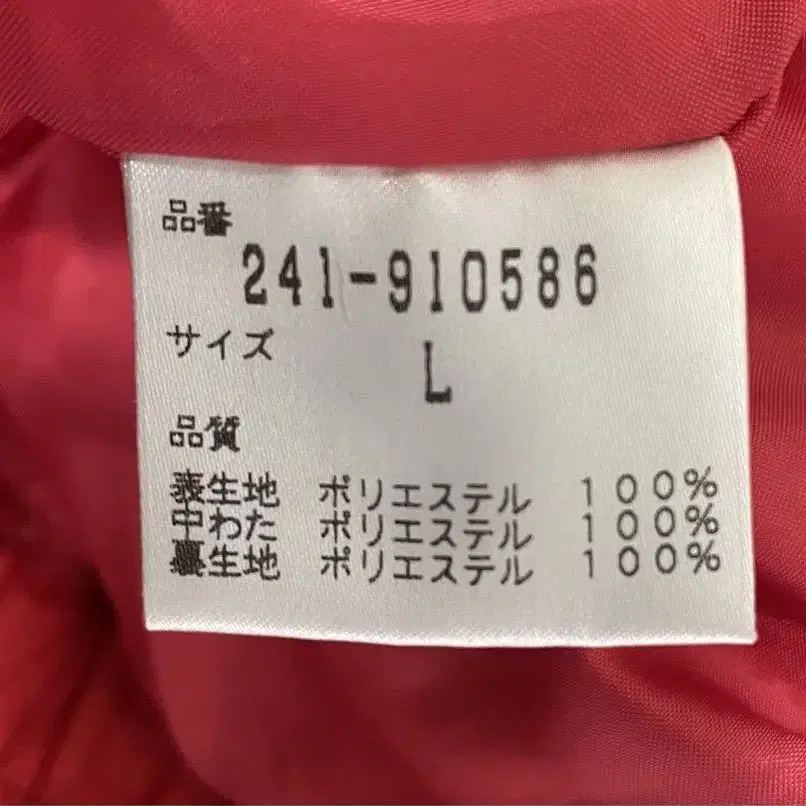 品番
241-910586
サイズ
L
品質
表生地 ポリエステル 100%
中わた ポリエステル 100%
裏生地 ポリエステル 100%